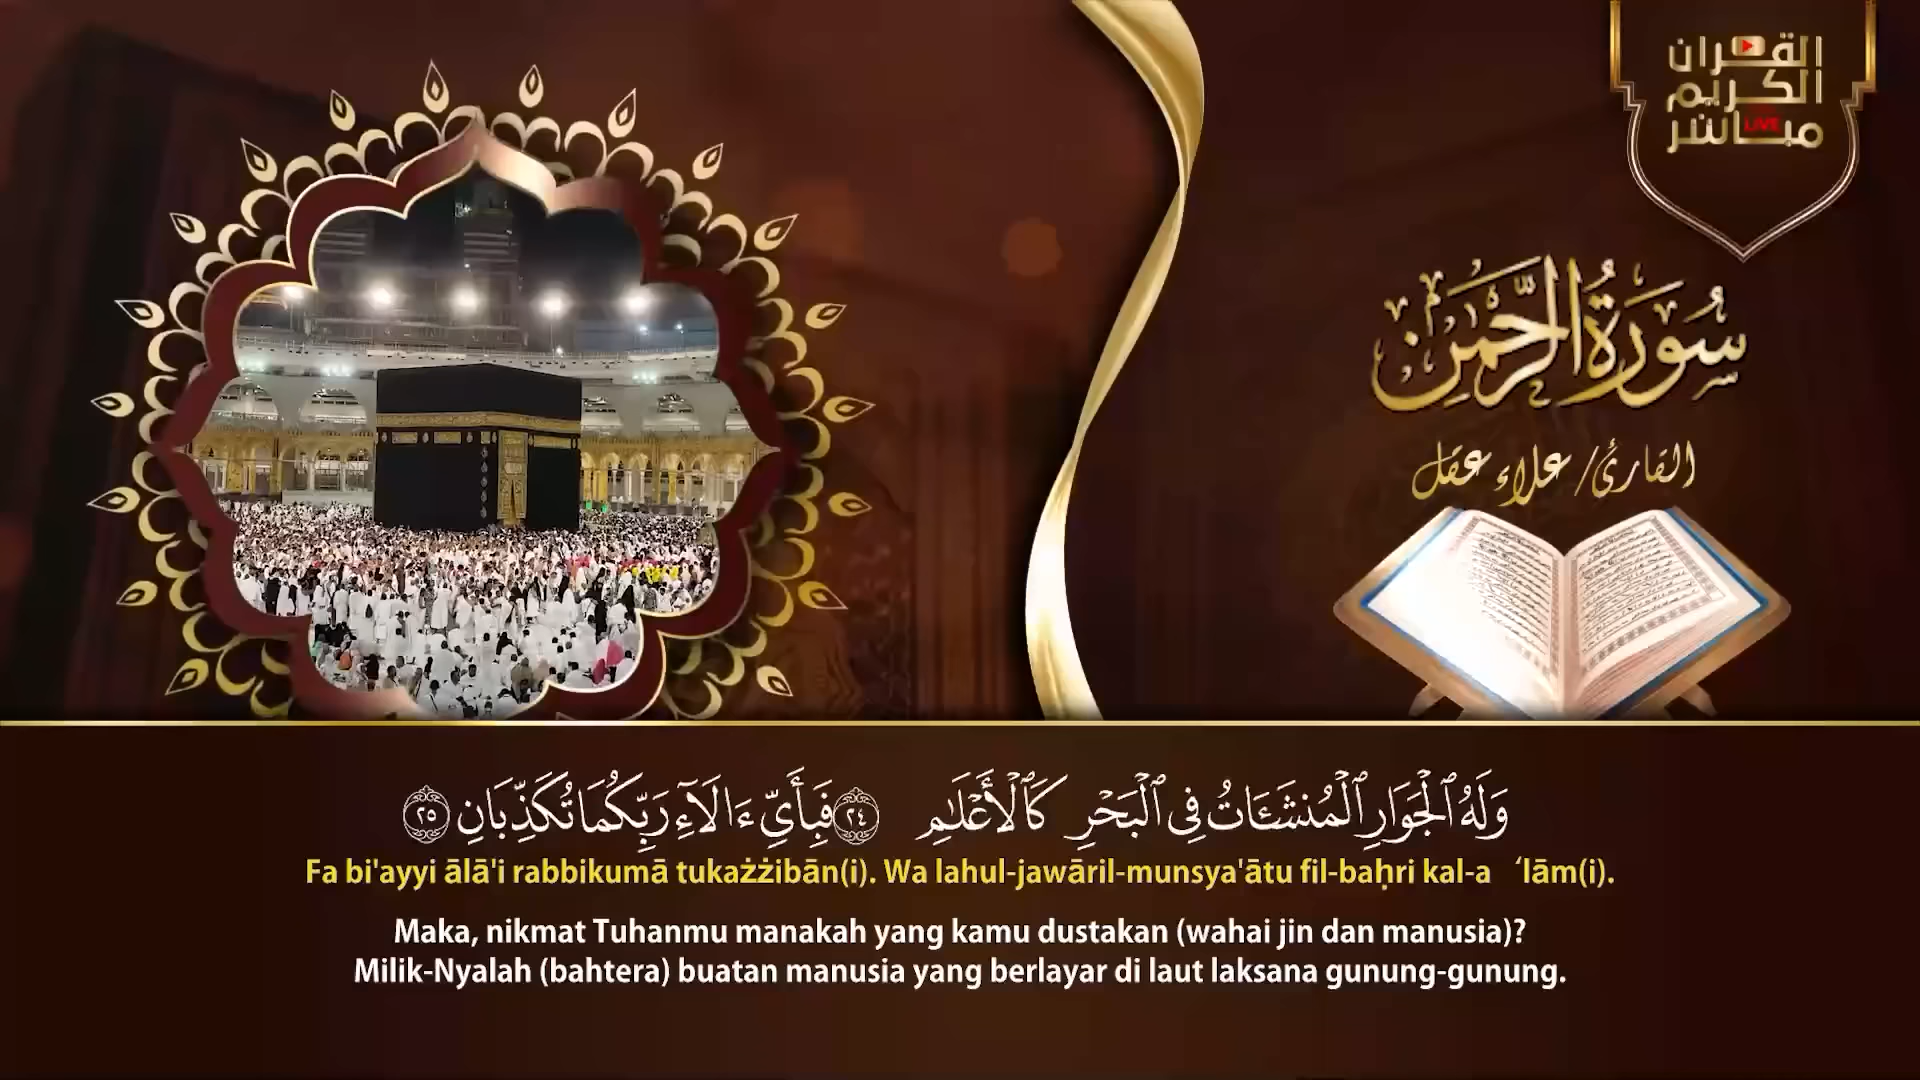 القرآن
الكريم
مباشر
LIVE
سُورَةُ الرَّحْمَٰن
القارئ/ علاء عقل
وَلَهُ ٱلْجَوَارِ ٱلْمُنشَـَٔاتُ فِى ٱلْبَحْرِ كَٱلْأَعْلَـٰمِ ٢٤ فَبِأَىِّ ءَالَآءِ رَبِّكُمَا تُكَذِّبَانِ ٢٥
Fa bi'ayyi ālā'i rabbikumā tukażżibān(i). Wa lahul-jawāril-munsya'ātu fil-baḥri kal-a ‘lām(i).
Maka, nikmat Tuhanmu manakah yang kamu dustakan (wahai jin dan manusia)?
Milik-Nyalah (bahtera) buatan manusia yang berlayar di laut laksana gunung-gunung.